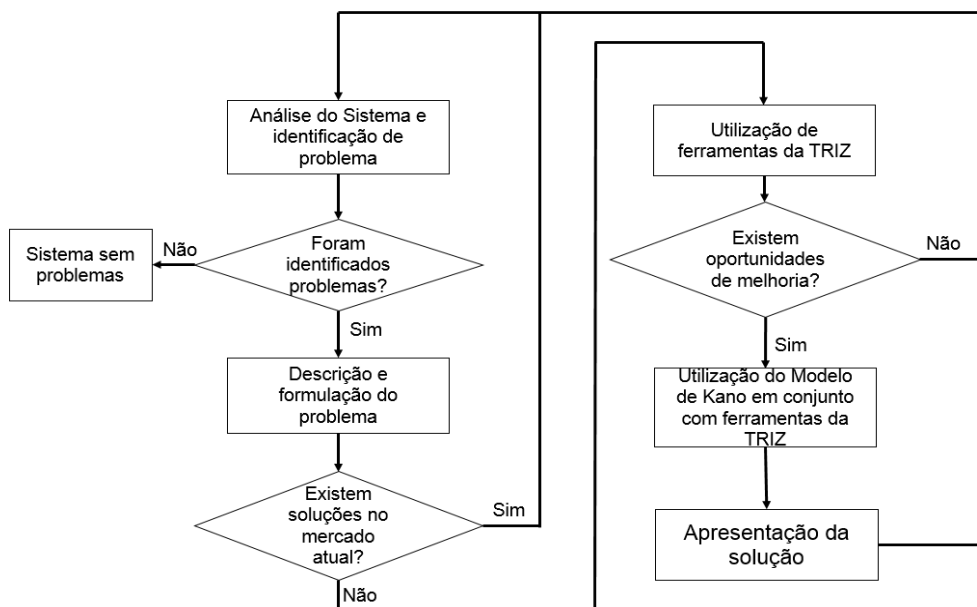 Análise do Sistema e
identificação de
problema
Foram
identificados
problemas?
Não
Sistema sem
problemas
Sim
Descrição e
formulação do
problema
Existem
soluções no
mercado
atual?
Sim
Não
Utilização de
ferramentas da TRIZ
Existem
oportunidades
de melhoria?
Não
Sim
Utilização do Modelo
de Kano em conjunto
com ferramentas da
TRIZ
Apresentação da
solução